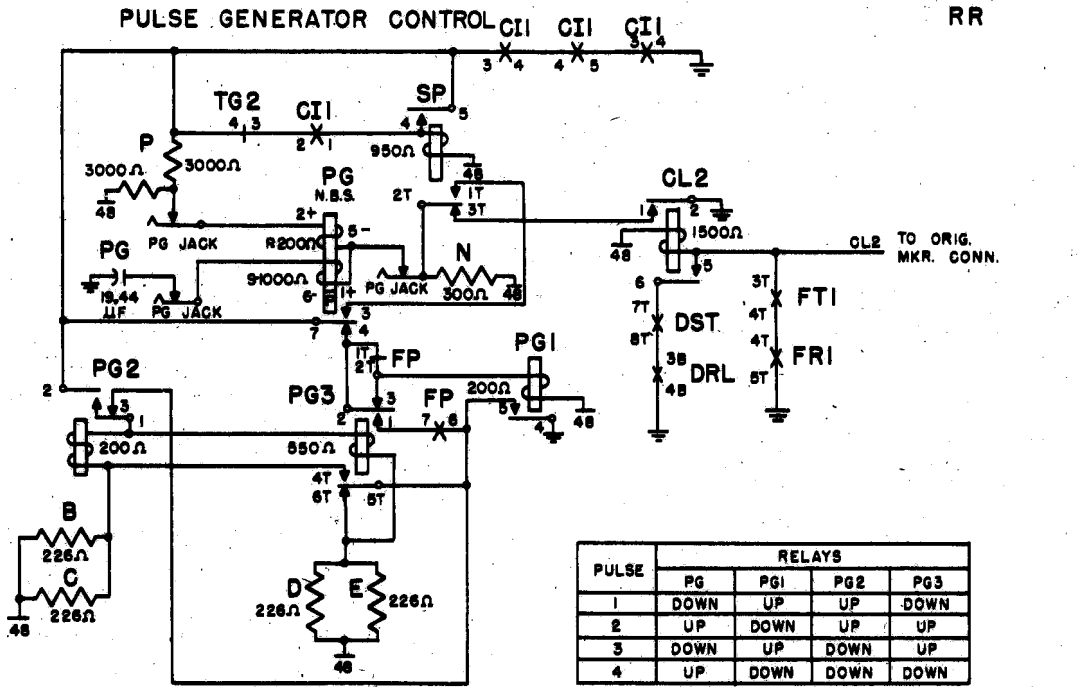 PULSE GENERATOR CONTROL
RR
CI1 CI1 CI1
3 4 4 5 3 4
TG2
4 3
CI1
2 1
SP
4 5
950Ω
48
P
3000Ω
3000Ω
48
PG
N.B.S.
2+
5-
R200Ω
S-1000Ω
6-
1+
PG JACK
PG
19.44
µF
PG JACK
2T
1T
3T
N
PG JACK
300Ω
48
CL2
1 2
1500Ω
48
5
6
CL2 TO ORIG.
MKR. CONN.
7T
DST
8T
3B
DRL
4B
3T
FT1
4T
4T
FR1
5T
3
7 4
1T
2T
FP
PG1
200Ω
5
4
48
2
PG2
3
1
PG3
2
3
1
FP
7 6
200Ω
550Ω
4T
6T
5T
B
226Ω
C
226Ω
48
D
226Ω
E
226Ω
48
PULSE RELAYS
PG PG1 PG2 PG3
1 DOWN UP UP DOWN
2 UP DOWN UP UP
3 DOWN UP DOWN UP
4 UP DOWN DOWN DOWN